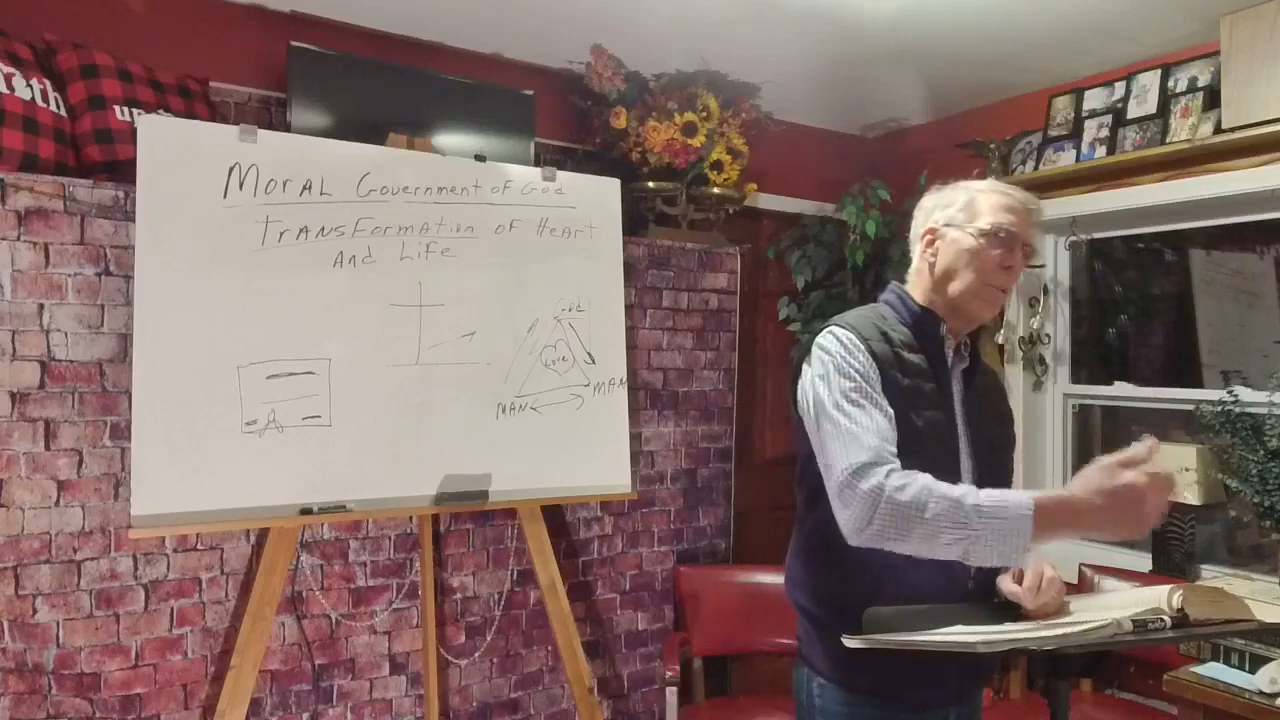 Moral Government of God
Transformation of Heart
And Life
God
Love
MAN
MAN